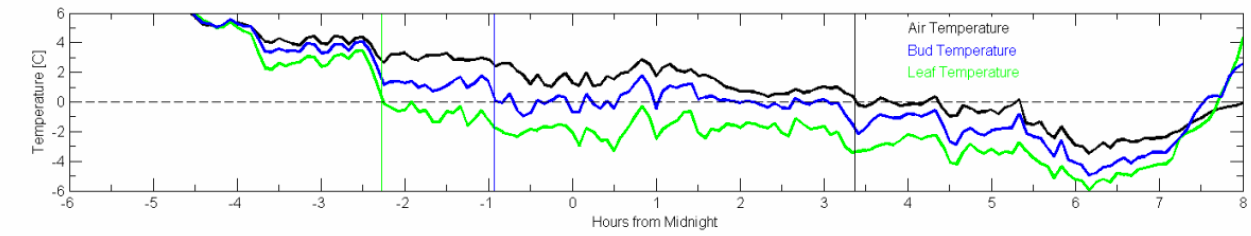 6
4
2
0
-2
-4
-6
Temperature [C]
Air Temperature
Bud Temperature
Leaf Temperature
-6 -5 -4 -3 -2 -1 0 1 2 3 4 5 6 7 8
Hours from Midnight